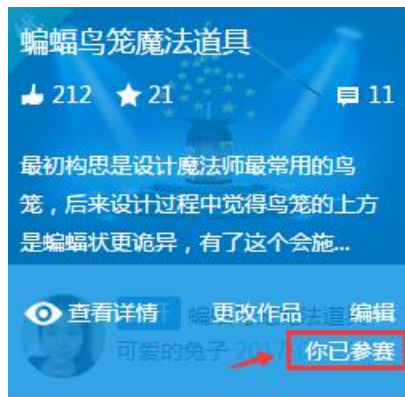 蝙蝠鸟笼魔法道具
212 21 11
最初构思是设计魔法师最常用的鸟
笼，后来设计过程中觉得鸟笼的上方
是蝙蝠状更诡异，有了这个会施...
查看详情 更改作品 编辑
可爱的兔子 你已参赛